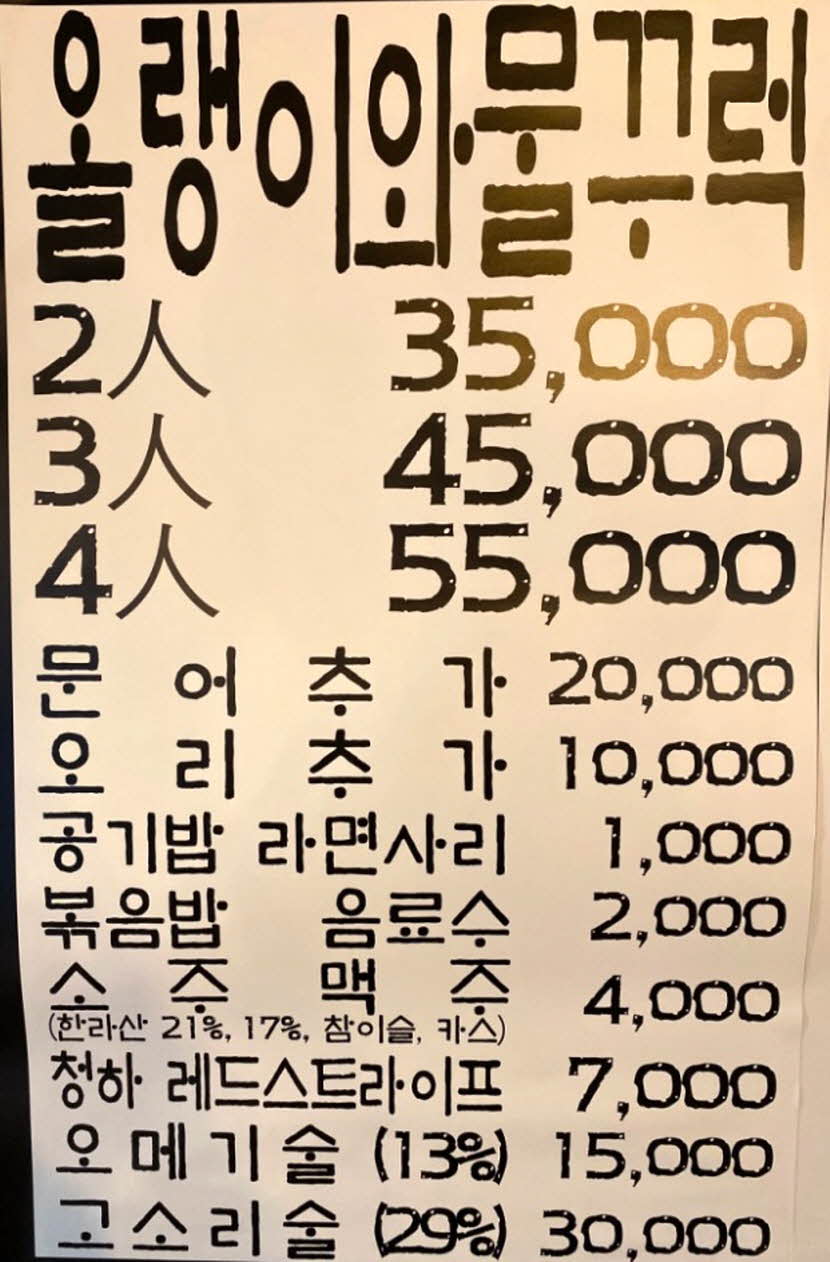 올랭이와물꾸럭
2人 35,000
3人 45,000
4人 55,000
문어추가 20,000
오리추가 10,000
공기밥 라면사리 1,000
볶음밥 음료수 2,000
소주 맥주 4,000
(한라산 21%, 17%, 참이슬, 카스)
청하 레드스트라이프 7,000
오메기술 (13%) 15,000
고소리술 (29%) 30,000